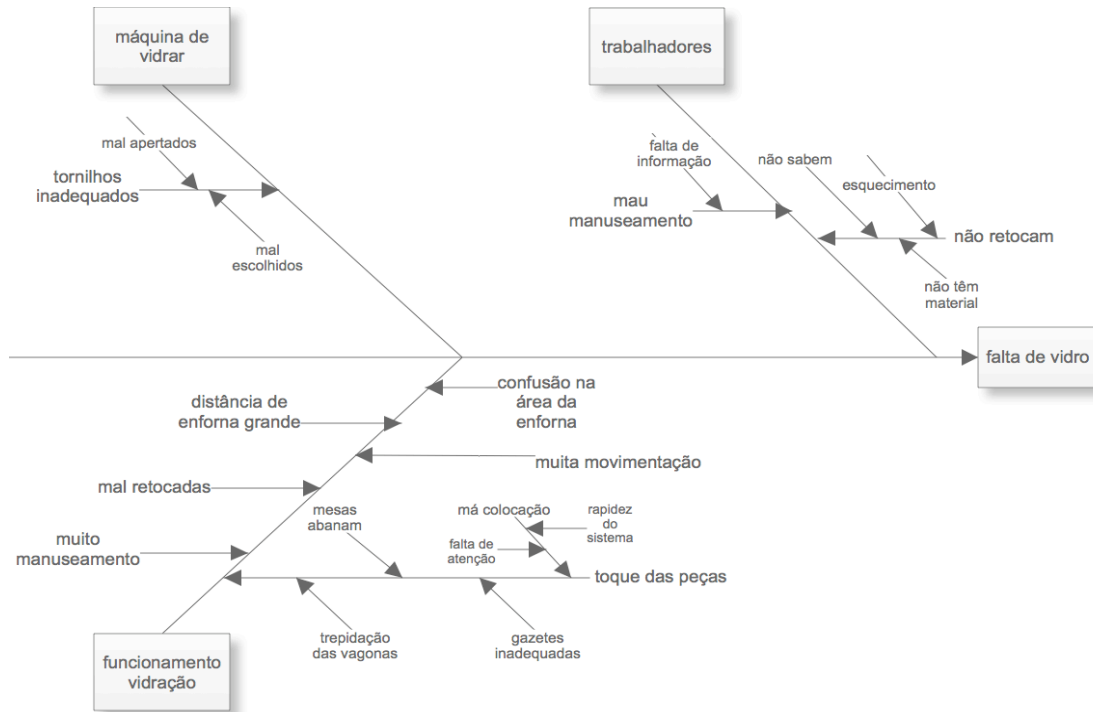 máquina de
vidrar
trabalhadores
mal apertados
tornilhos
inadequados
mal
escolhidos
falta de
informação
não sabem
esquecimento
mau
manuseamento
não retocam
não têm
material
falta de vidro
confusão na
área da
enforna
distância de
enforna grande
muita movimentação
mal retocadas
mesas
abanam
má colocação
rapidez
do
sistema
falta de
atenção
muito
manuseamento
toque das peças
trepidação
das vagonas
gazetes
inadequadas
funcionamento
vidração